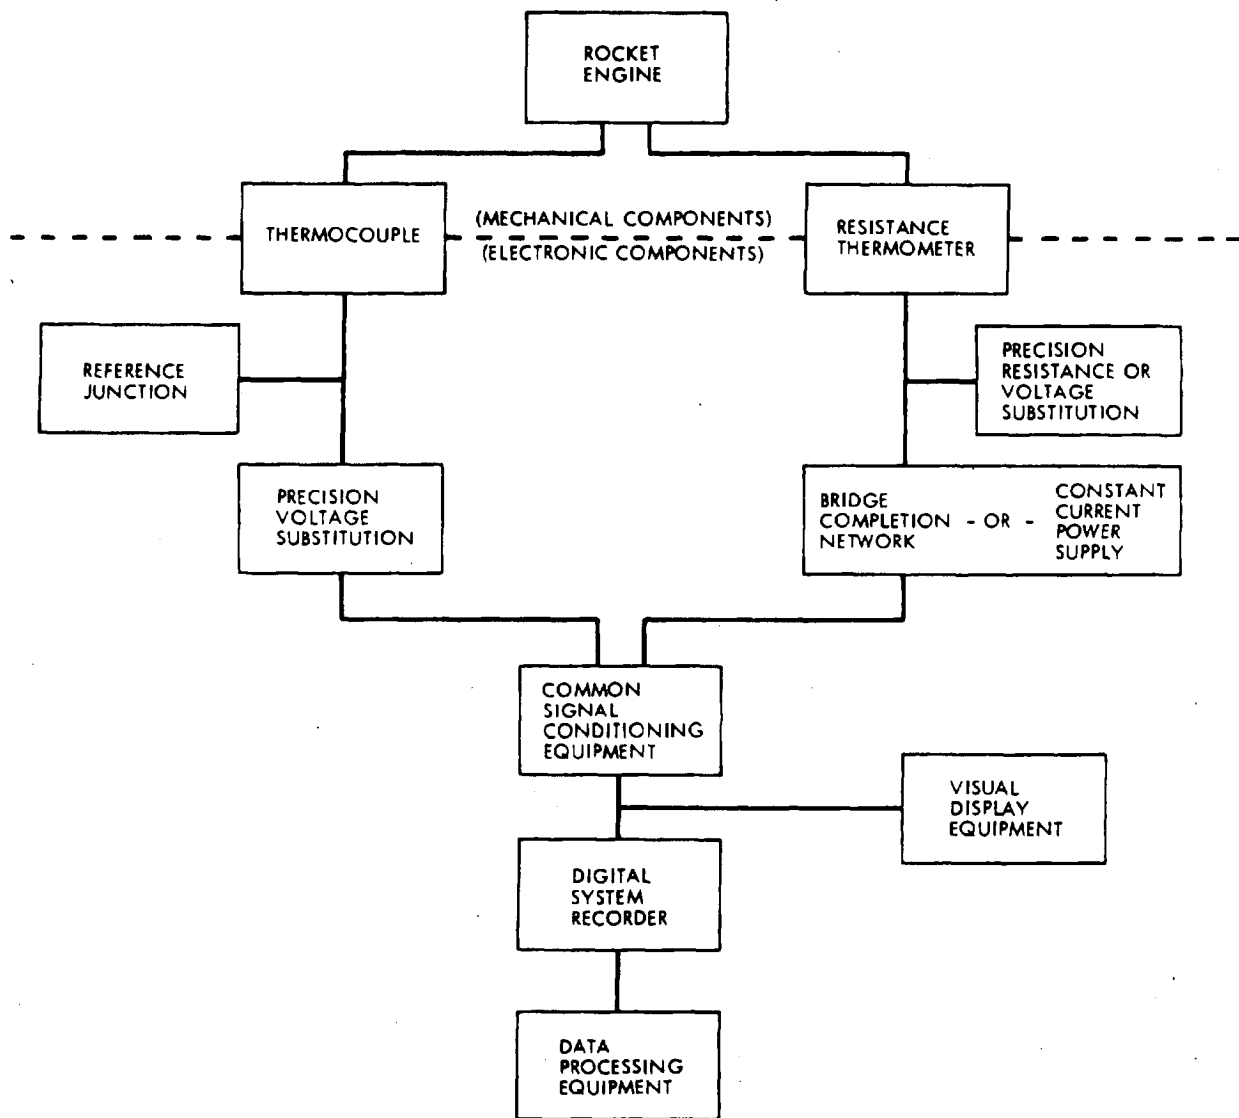 ROCKET
ENGINE
THERMOCOUPLE
(MECHANICAL COMPONENTS)
(ELECTRONIC COMPONENTS)
RESISTANCE
THERMOMETER
REFERENCE
JUNCTION
PRECISION
RESISTANCE OR
VOLTAGE
SUBSTITUTION
PRECISION
VOLTAGE
SUBSTITUTION
BRIDGE
COMPLETION
NETWORK
- OR -
CONSTANT
CURRENT
POWER
SUPPLY
COMMON
SIGNAL
CONDITIONING
EQUIPMENT
VISUAL
DISPLAY
EQUIPMENT
DIGITAL
SYSTEM
RECORDER
DATA
PROCESSING
EQUIPMENT